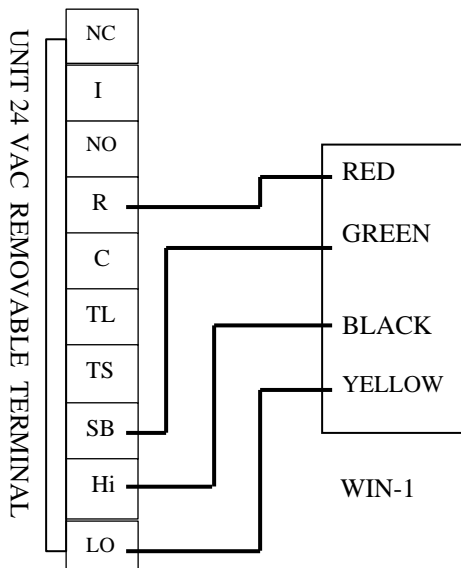 UNIT 24 VAC REMOVABLE TERMINAL
NC
I
NO
R
C
TL
TS
SB
Hi
LO
RED
GREEN
BLACK
YELLOW
WIN-1